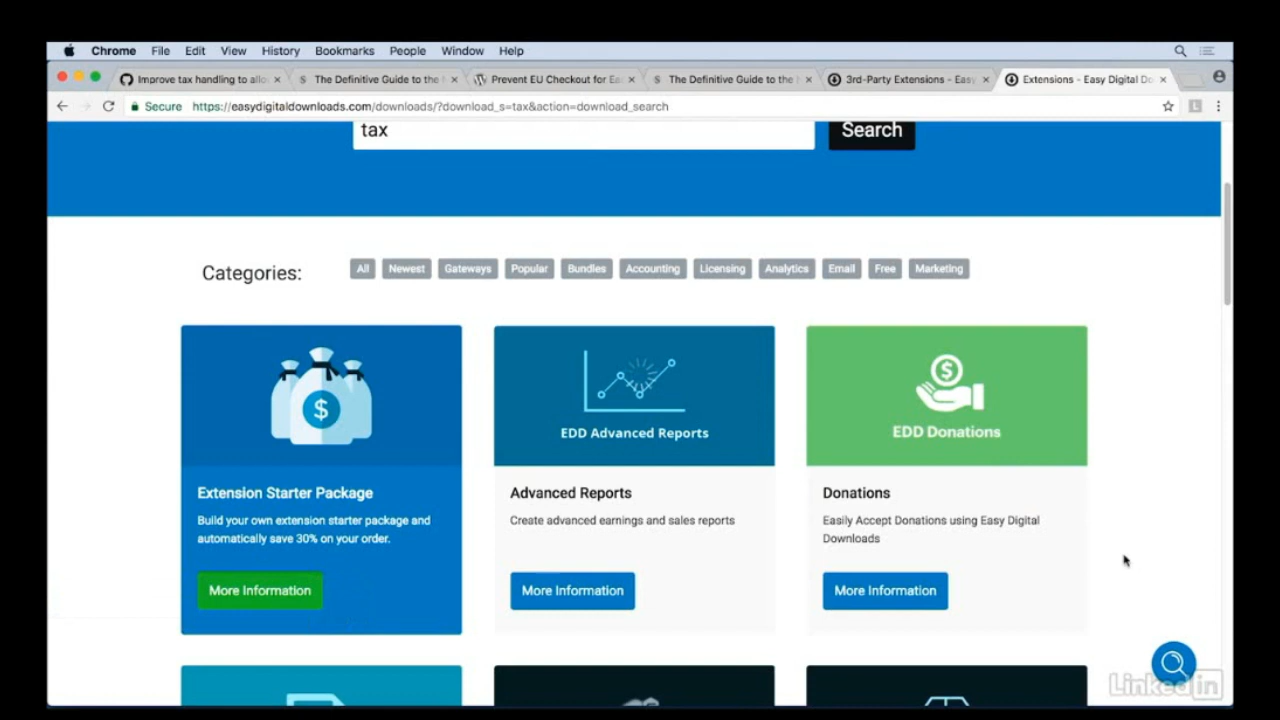 Chrome File Edit View History Bookmarks People Window Help
Improve tax handling to allo
The Definitive Guide to the
Prevent EU Checkout for Ea
The Definitive Guide to the
3rd-Party Extensions - Easy
Extensions - Easy Digital Do
Secure https://easydigitaldownloads.com/downloads/?download_s=tax&action=download_search
tax
Search
Categories:
All Newest Gateways Popular Bundles Accounting Licensing Analytics Email Free Marketing
$
EDD Advanced Reports
$
EDD Donations
Extension Starter Package
Build your own extension starter package and
automatically save 30% on your order.
More Information
Advanced Reports
Create advanced earnings and sales reports
More Information
Donations
Easily Accept Donations using Easy Digital
Downloads
More Information
Linked in